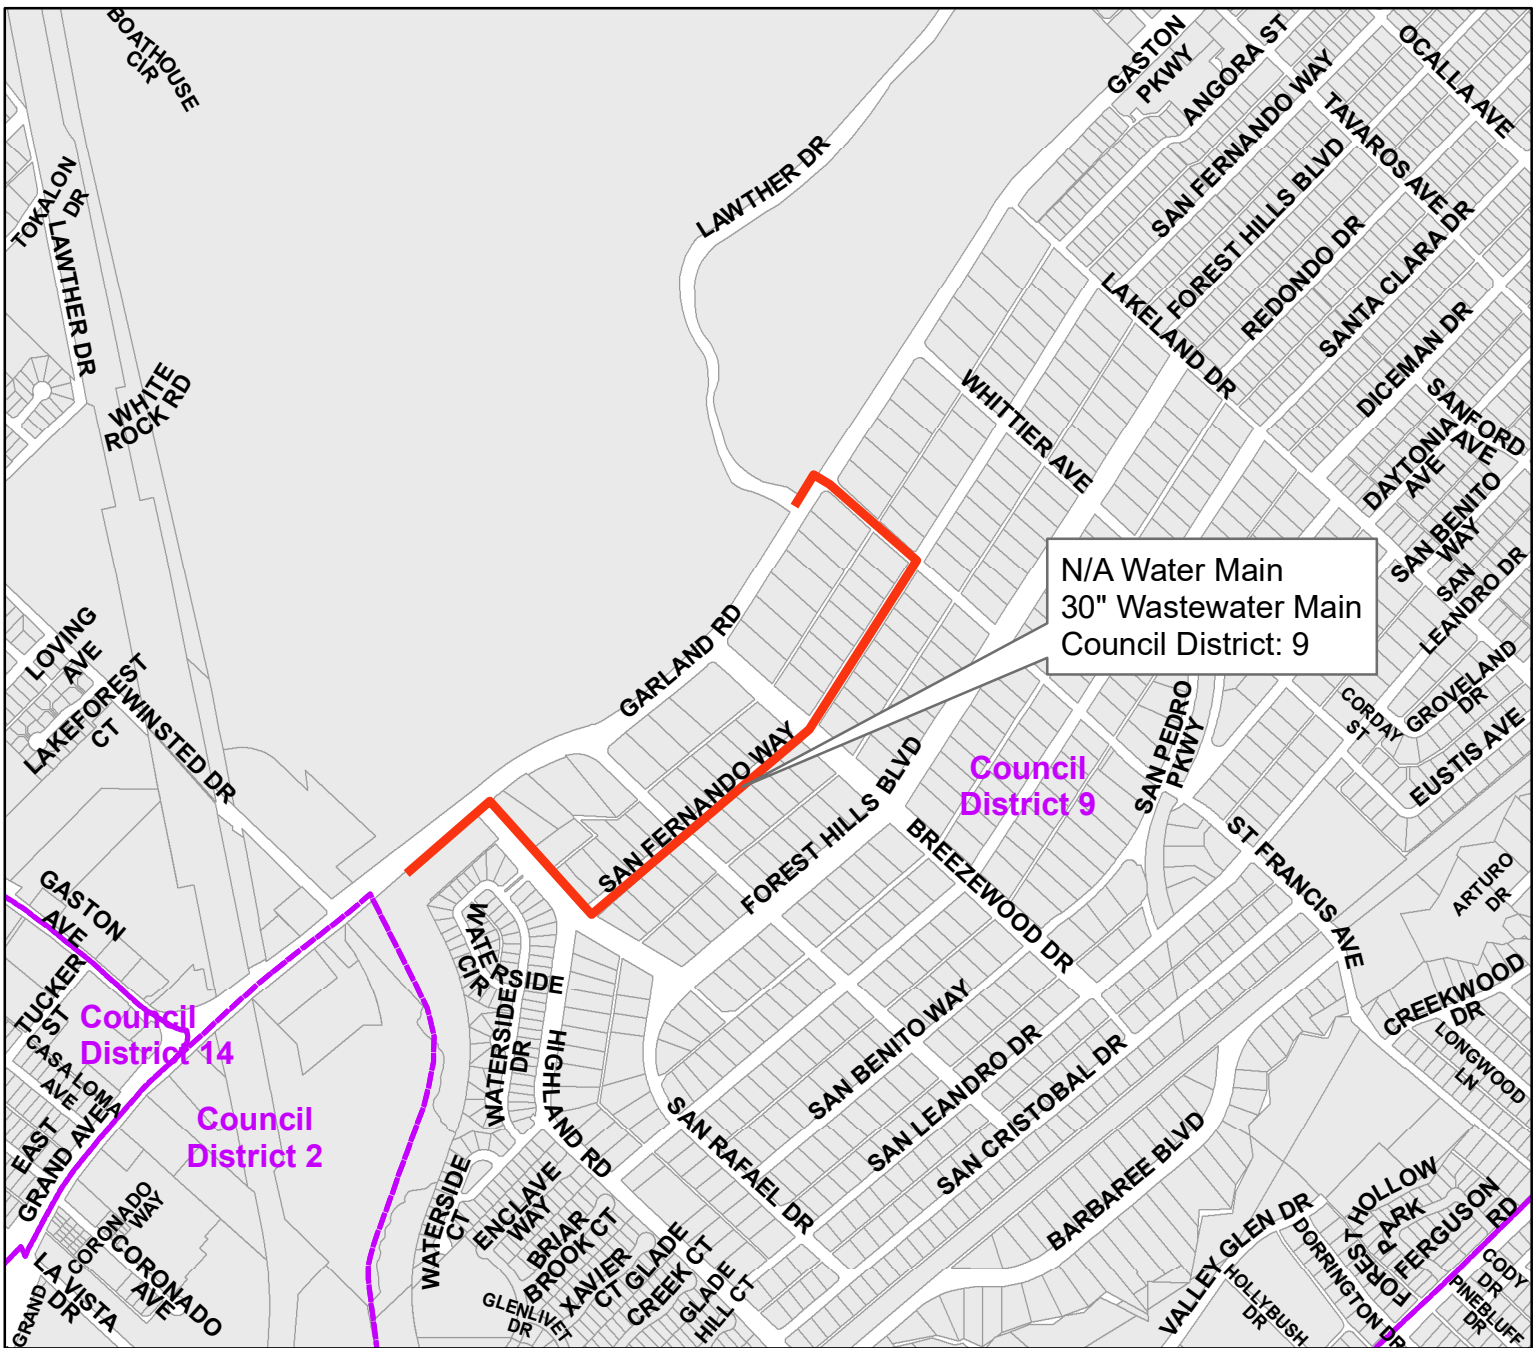 BOATHOUSE
CIR
GASTON
PKWY
ANGORA ST
OCALLA AVE
SAN FERNANDO WAY
TAVAROS AVE
FOREST HILLS BLVD
TOKALON
DR
LAWTHER DR
LAWTHER DR
REDONDO DR
SANTA CLARA DR
LAKELAND DR
DICEMAN DR
WHITE
ROCK RD
WHITTIER AVE
SANFORD
AVE
DAYTONIA
AVE
SAN BENITO
WAY
SAN
LEANDRO DR
N/A Water Main
30" Wastewater Main
Council District: 9
LOVING
AVE
LAKEFOREST
CT
WINSTED DR
GARLAND RD
GROVELAND
DR
CORDAY
ST
EUSTIS AVE
SAN PEDRO
PKWY
SAN FERNANDO WAY
FOREST HILLS BLVD
Council
District 9
BREEZEWOOD DR
ST FRANCIS AVE
ARTURO
DR
GASTON
AVE
WATERSIDE
CIR
TUCKER
ST
Council
District 14
CREEKWOOD
DR
LONGWOOD
LN
WATERSIDE
DR
HIGHLAND RD
SAN BENITO WAY
SAN LEANDRO DR
SAN CRISTOBAL DR
CASA LOMA
AVE
EAST
GRAND AVE
Council
District 2
SAN RAFAEL DR
BARBAREE BLVD
WATERSIDE
CT
ENCLAVE
WAY
BRIAR
BROOK CT
XAVIER
CT
GLADE
CREEK CT
GLADE
HILL CT
GLENLIVET
DR
CORONADO
WAY
CORONADO
AVE
LA VISTA
DR
GRAND
VALLEY GLEN DR
HOLLYBUSH
DR
DORRINGTON DR
FOREST HOLLOW
PARK
FERGUSON
RD
CODY
DR
PINEBLUFF
DR